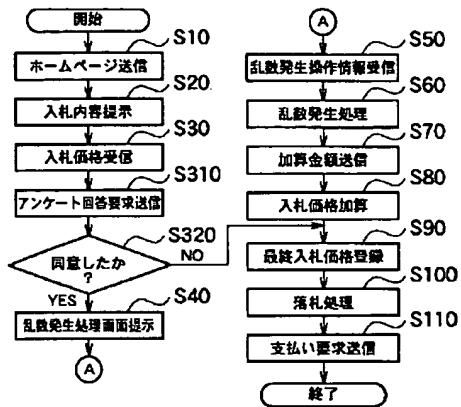 開始
S10
ホームページ送信
S20
入札内容提示
S30
入札価格受信
S310
アンケート回答要求送信
S320
同意したか
?
NO
YES
S40
乱数発生処理画面提示
A
A
S50
乱数発生操作情報受信
S60
乱数発生処理
S70
加算金額送信
S80
入札価格加算
S90
最終入札価格登録
S100
落札処理
S110
支払い要求送信
終了